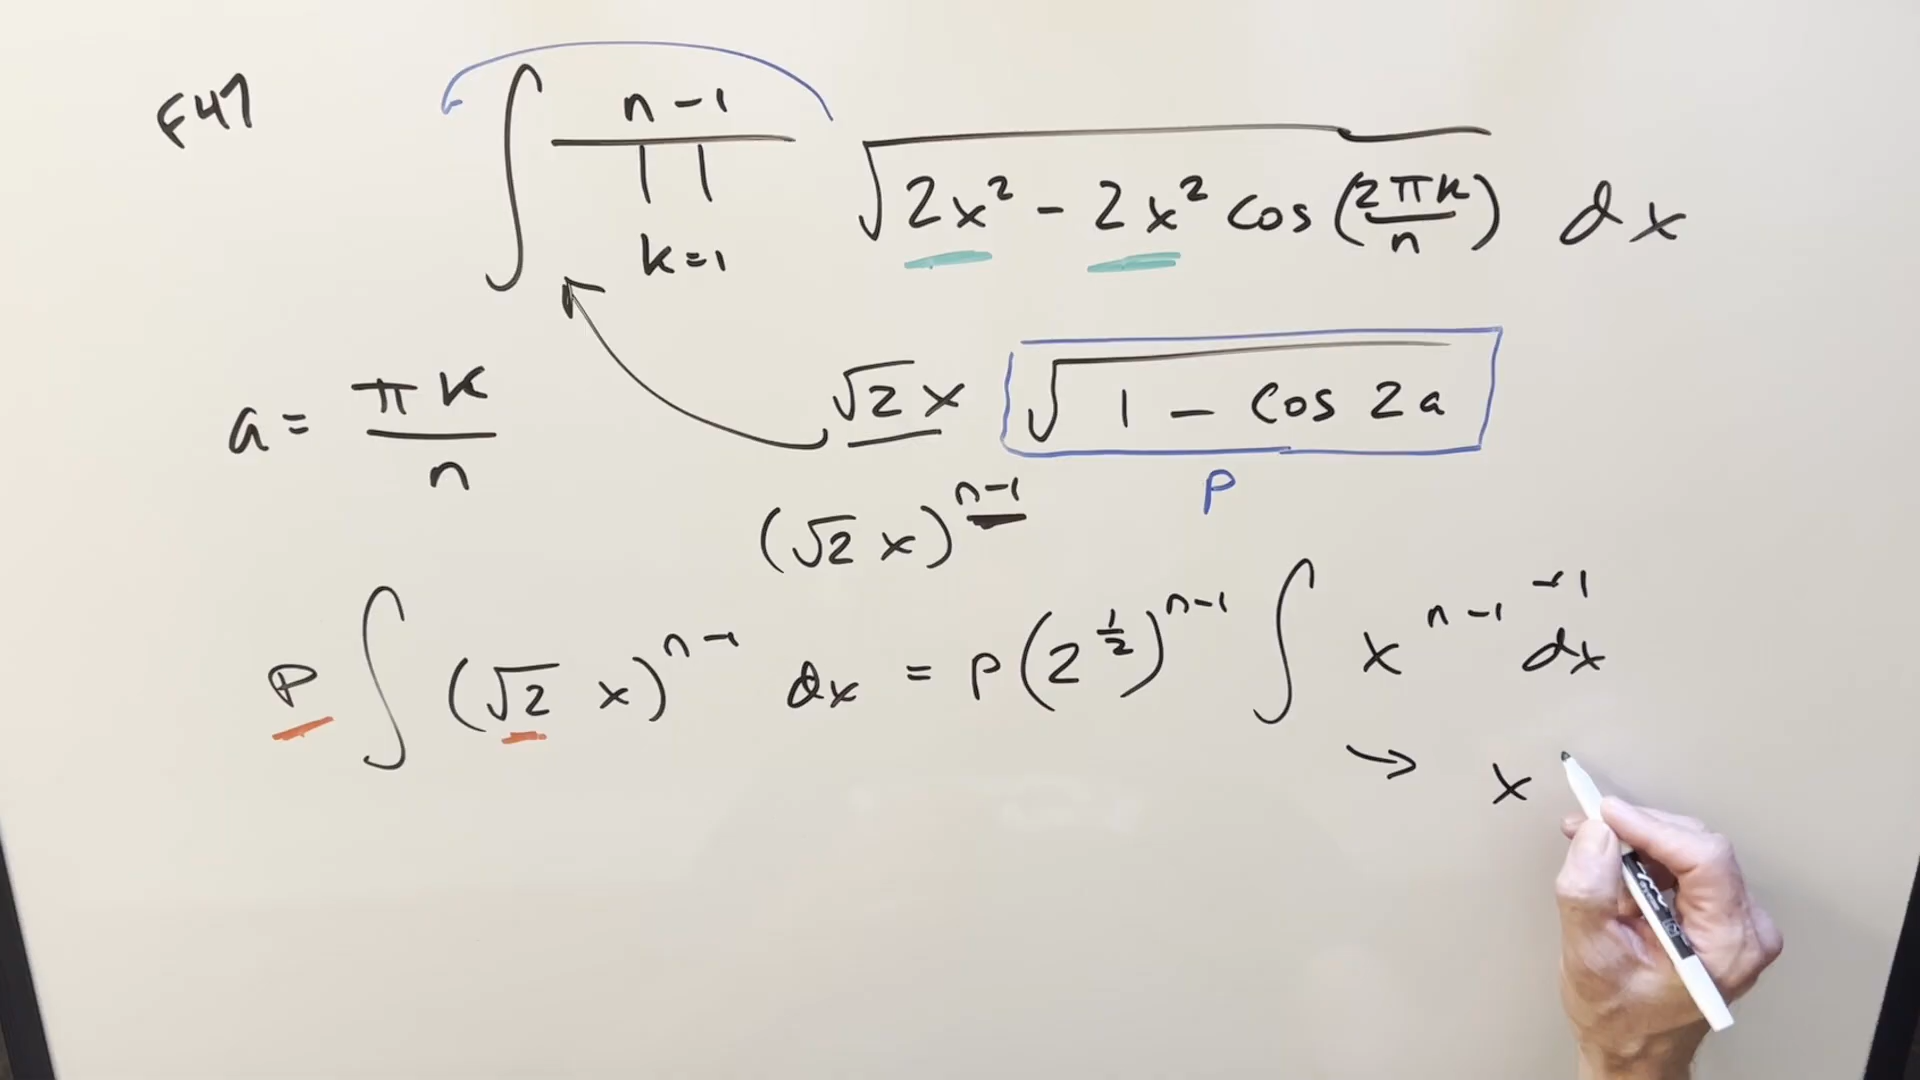 F47
∫ ∏_{k=1}^{n-1} √(2x² - 2x² cos(2πk/n)) dx
a = πk/n
√2 x √(1 - cos 2a)
P
(√2 x)^{n-1}
P ∫ (√2 x)^{n-1} dx = P (2^{1/2})^{n-1} ∫ x^{n-1} dx
+1
→ x